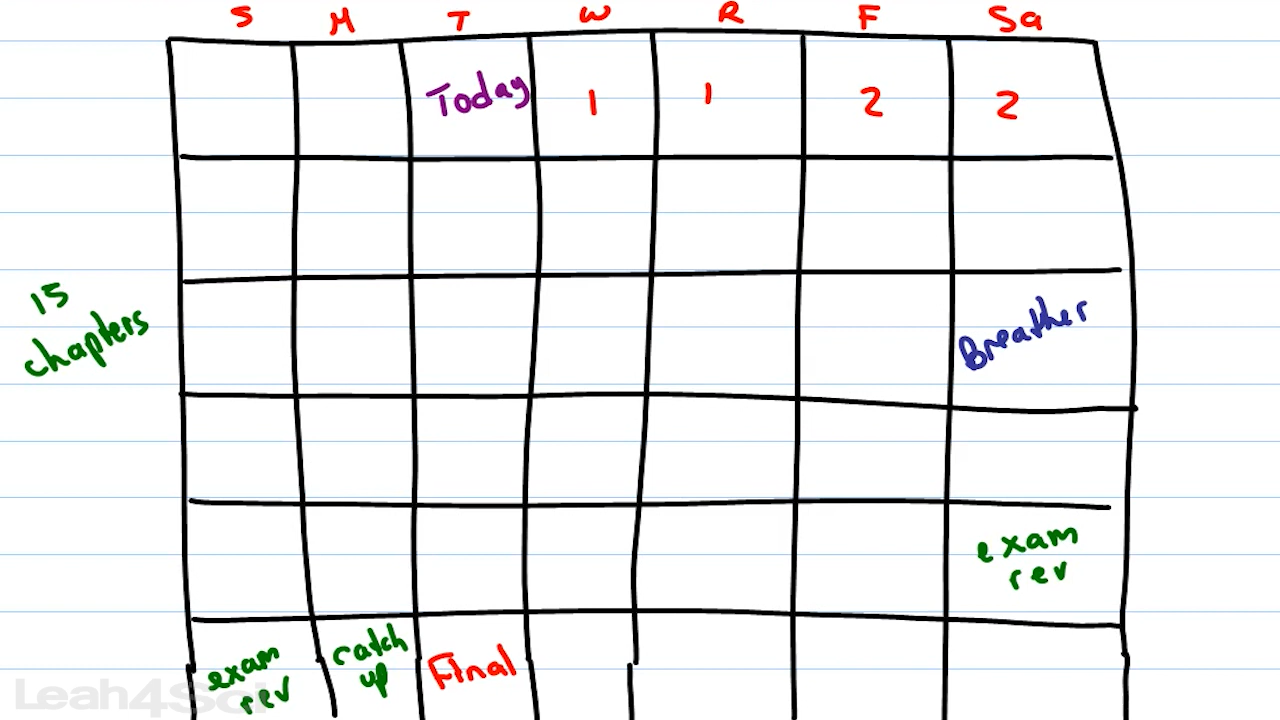 S M T W R F Sa
Today 1 1 2 2
15
chapters
Breather
exam
rev
exam
rev
catch
up
Final
Leah4Sci